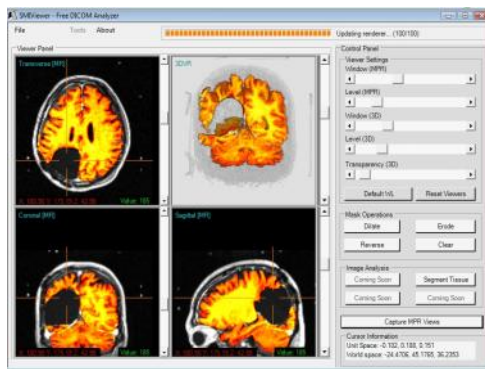 SMIViewer - Free DICOM Analyzer
File Tools About Updating renderer... (100/100)
Viewer Panel
Control Panel
Transverse [MR]
3DVR
Viewer Settings
Window (MPR)
Level (MPR)
Window (3D)
Level (3D)
Transparency (3D)
Default WL Reset Viewers
Value: 185
Coronal [MR]
Sagittal [MR]
Mask Operations
Dilate Erode
Reverse Clear
Image Analysis
Coming Soon Segment Tissue
Coming Soon Coming Soon
Capture MPR Views
Cursor Information
Unit Space: -0.102, 0.188, 0.151
World space: -24.4706, 45.1765, 36.2353
Value: 185
Value: 185